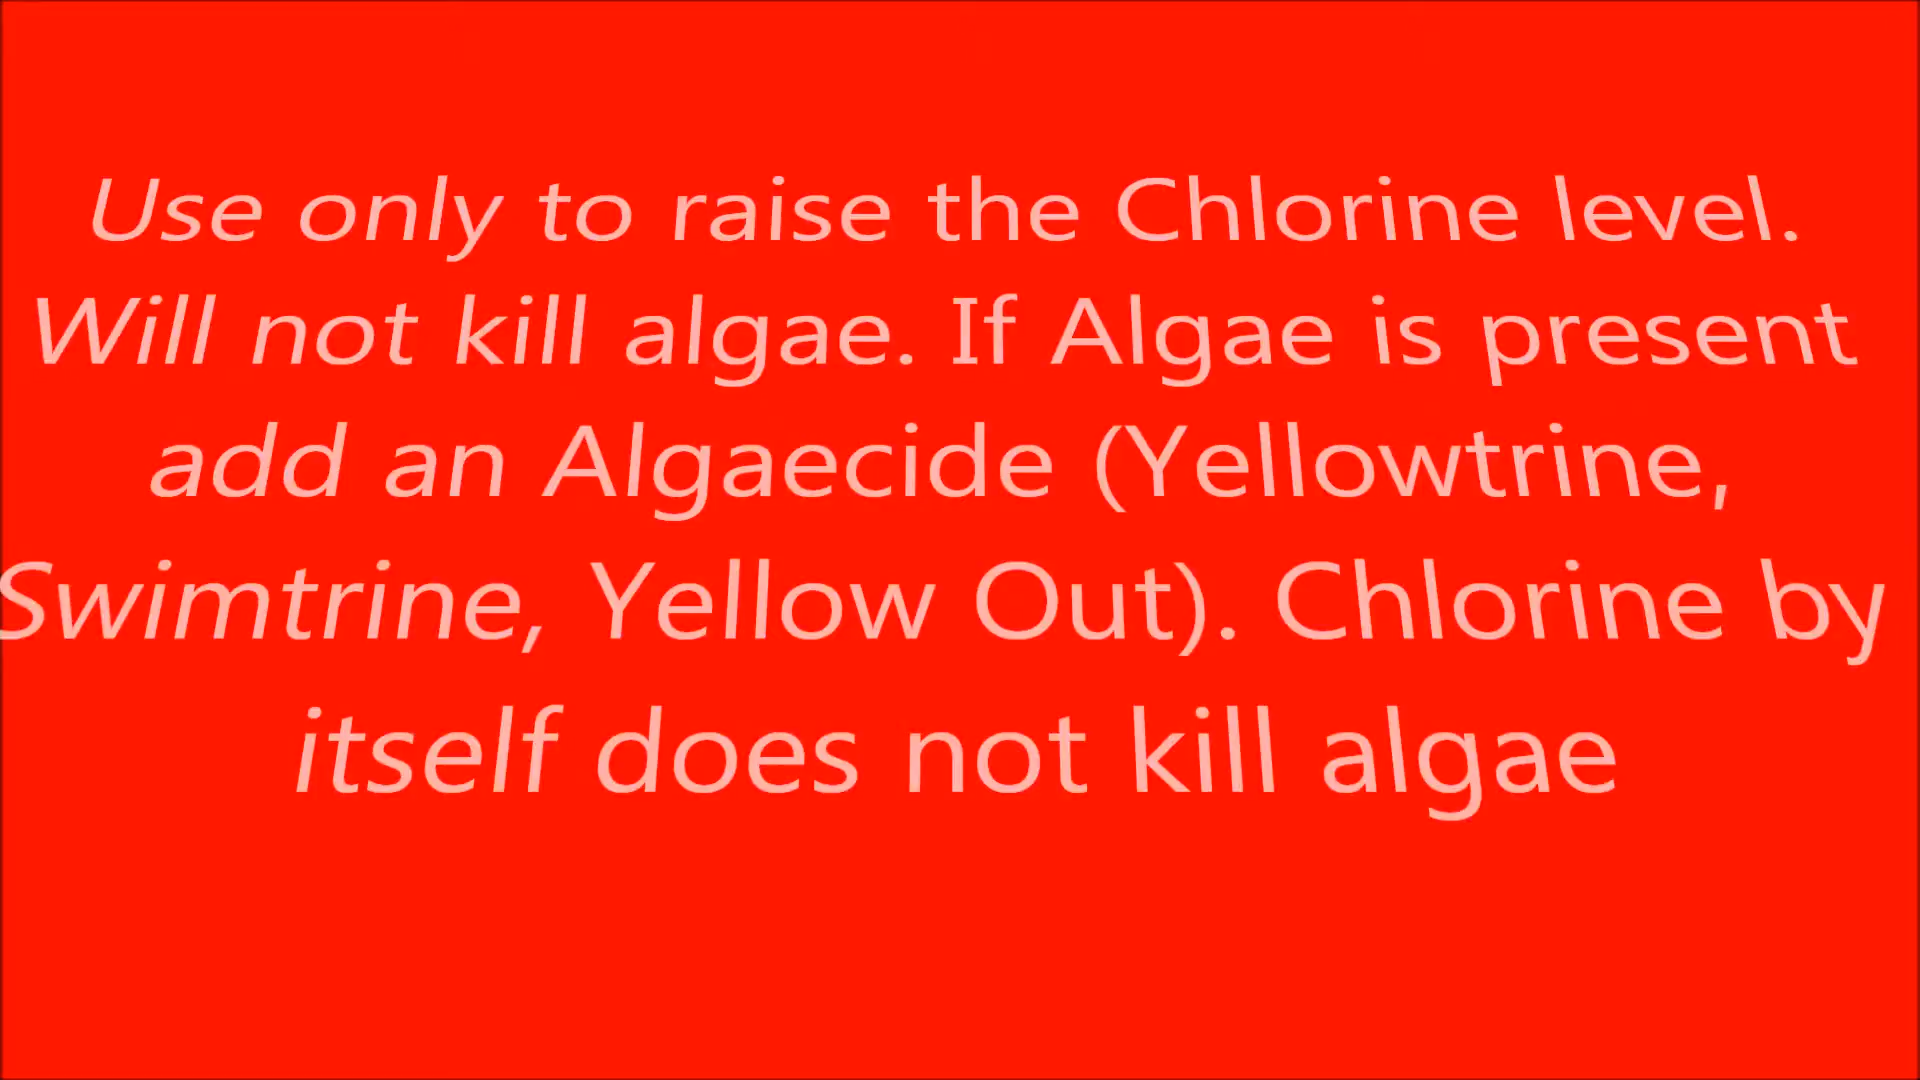 Use only to raise the Chlorine level.
Will not kill algae. If Algae is present
add an Algaecide (Yellowtrine,
Swimtrine, Yellow Out). Chlorine by
itself does not kill algae